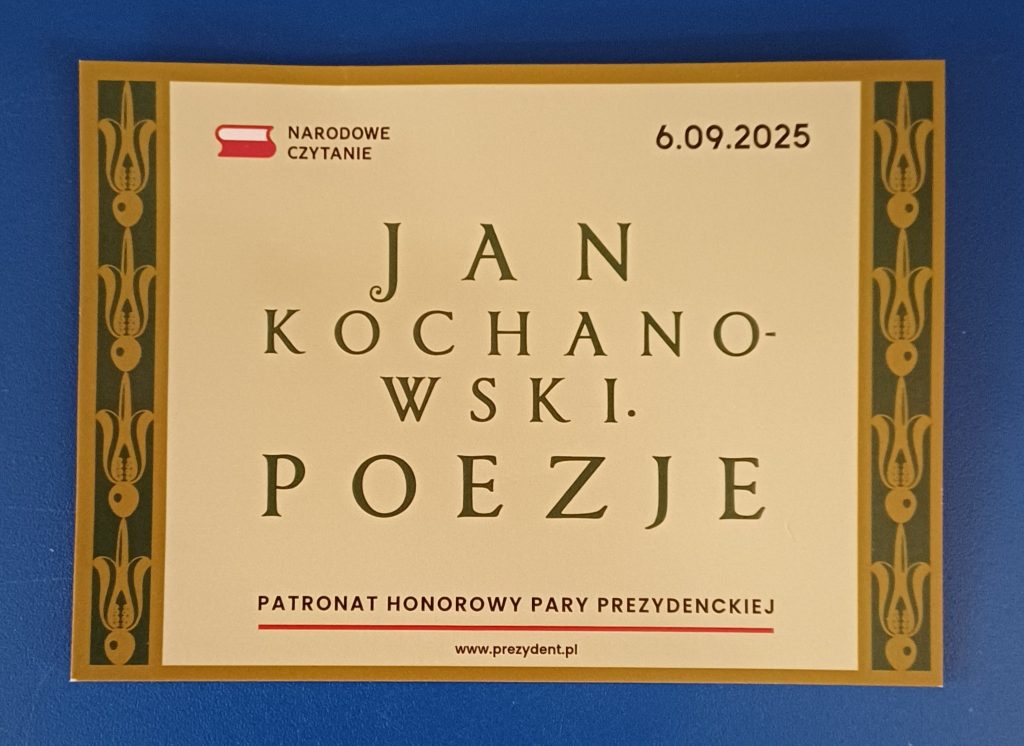 NARODOWE
CZYTANIE
6.09.2025
JAN
KOCHANO-
WSKI.
POEZJE
PATRONAT HONOROWY PARY PREZYDENCKIEJ
www.prezydent.pl